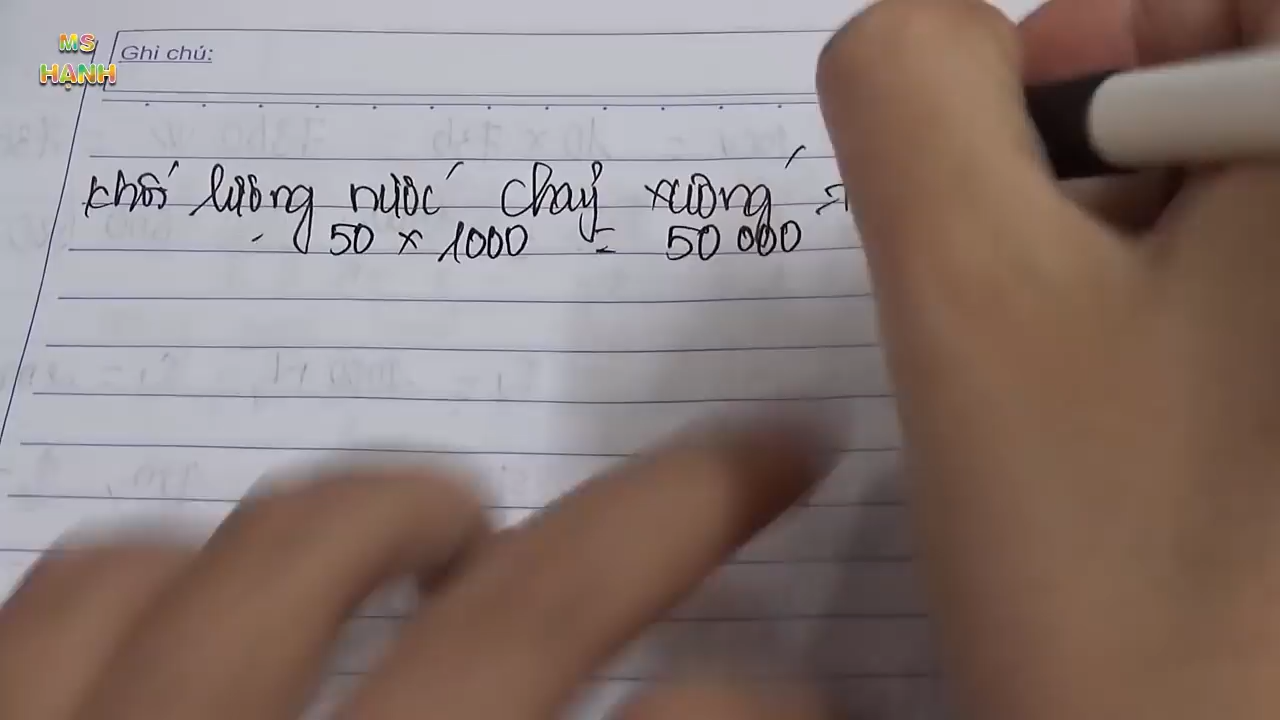 MS
HẠNH
Ghi chú:
khối lượng nước chảy xuống
50 x 1000 = 50 000